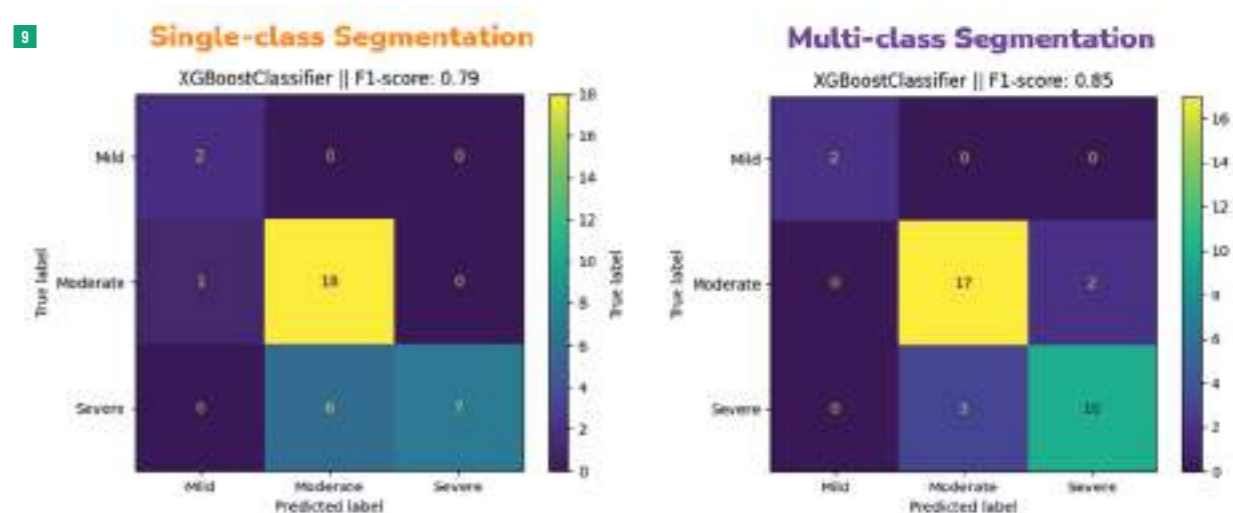 9
Single-class Segmentation
XGBoostClassifier || F1-score: 0.79
True label
Mild
2 0 0
Moderate
1 18 0
Severe
0 6 7
Mild Moderate Severe
Predicted label
18
16
14
12
10
8
6
4
2
0
True label
Multi-class Segmentation
XGBoostClassifier || F1-score: 0.85
True label
Mild
2 0 0
Moderate
0 17 2
Severe
0 3 10
Mild Moderate Severe
Predicted label
16
14
12
10
8
6
4
2
0